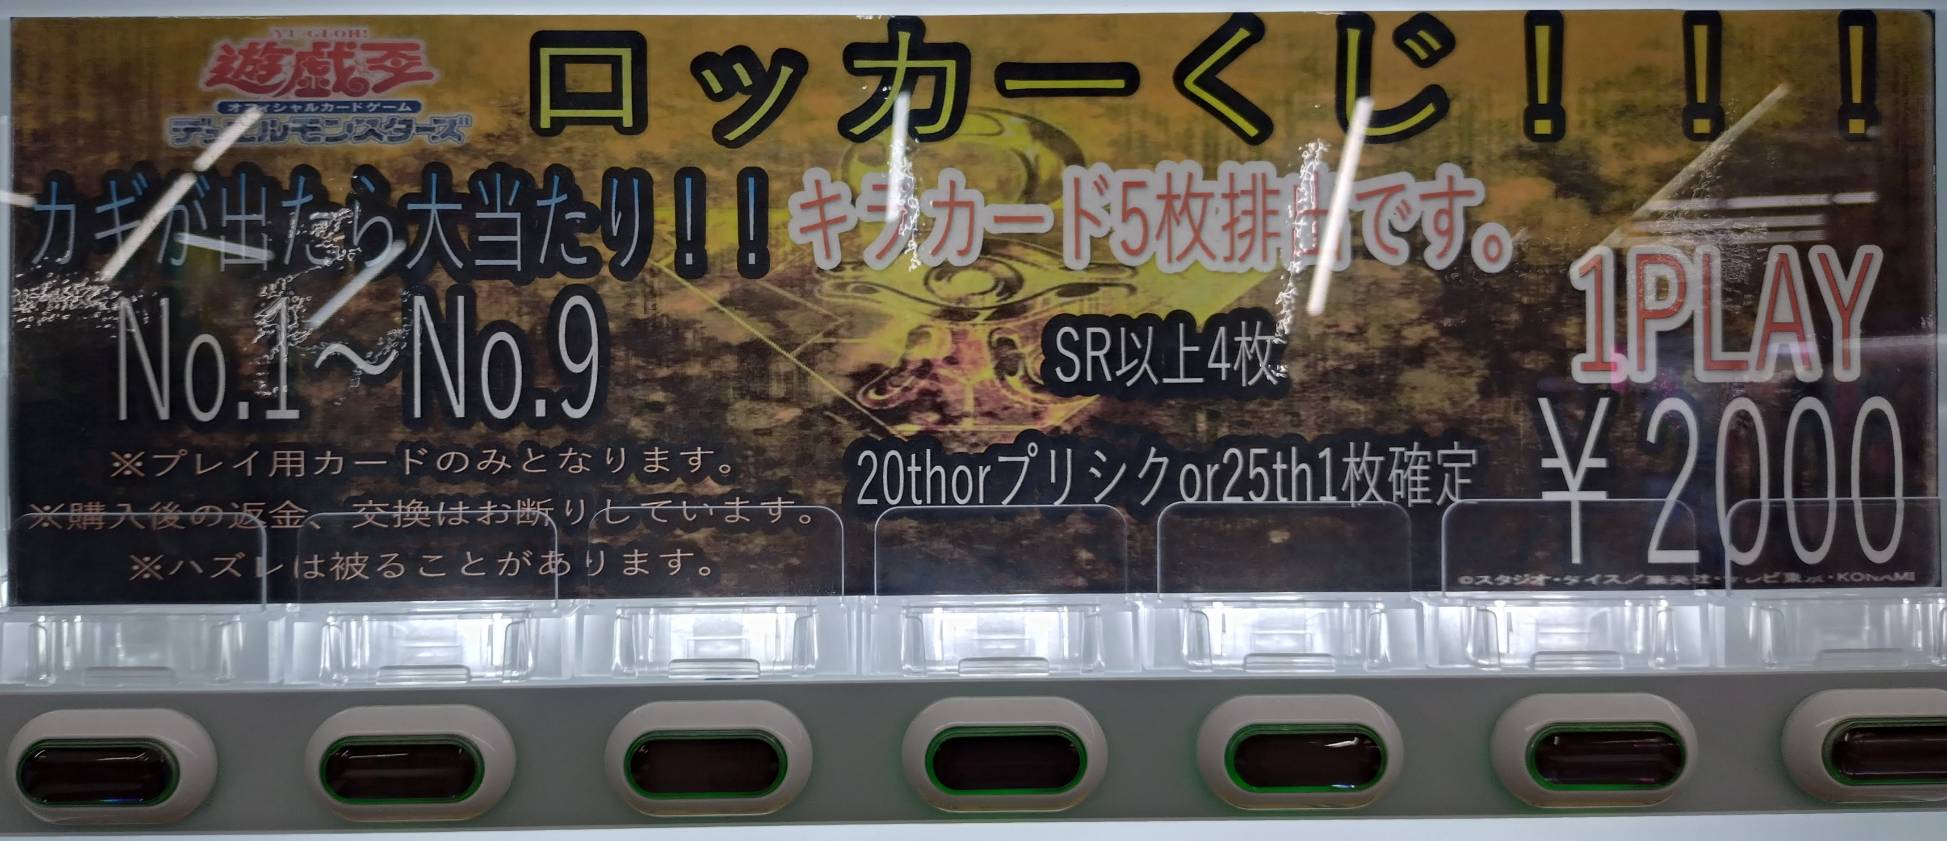 YU-GI-OH!
遊戯王
オフィシャルカードゲーム
デュエルモンスターズ
ロッカーくじ！！！
カギが出たら大当たり！！
キラカード5枚排出です。
No.1～No.9
SR以上4枚
1PLAY
20thorプリシクor25th1枚確定
￥2000
※プレイ用カードのみとなります。
※購入後の返金、交換はお断りしています。
※ハズレは被ることがあります。
©スタジオ・ダイス／集英社・テレビ東京・KONAMI